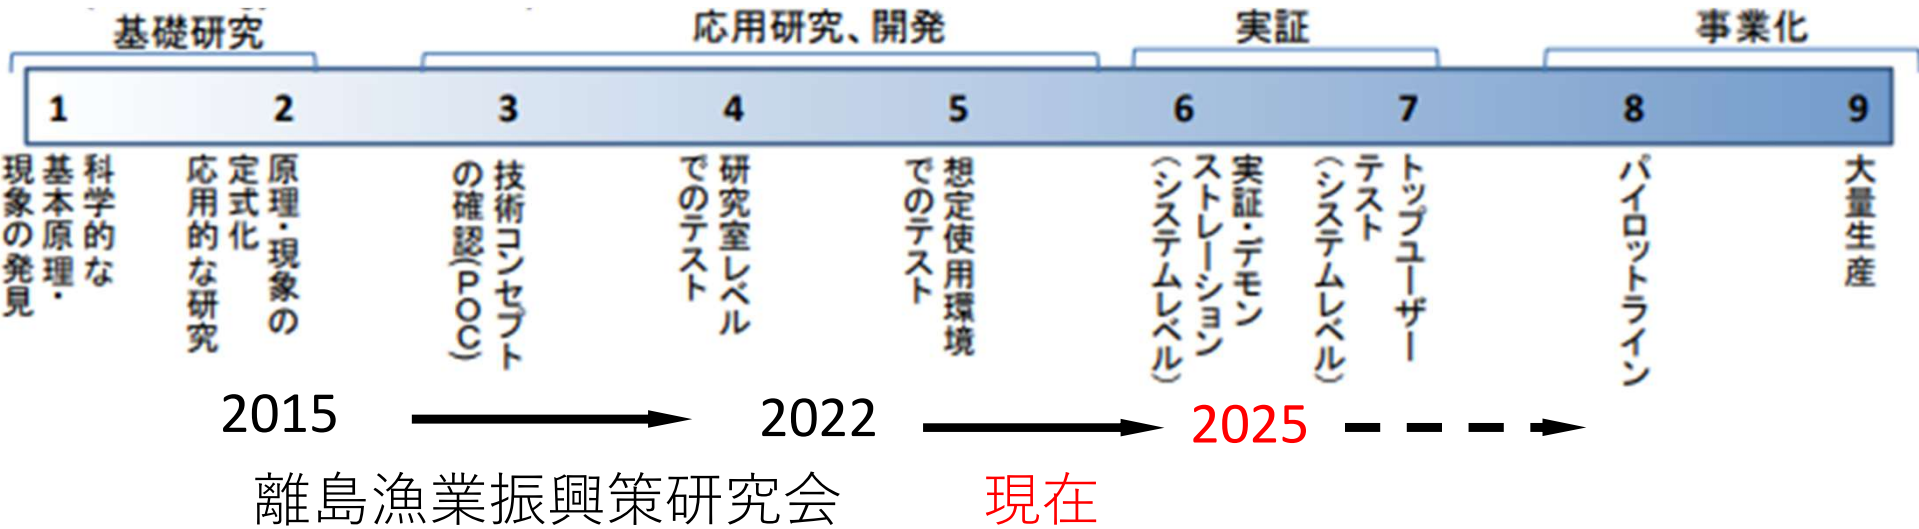 基礎研究
応用研究、開発
実証
事業化
1 2 3 4 5 6 7 8 9
科学的な
基本原理・
現象の発見
原理・現象の
定式化
応用的な研究
技術コンセプト
の確認(POC)
研究室レベル
でのテスト
想定使用環境
でのテスト
実証・デモン
ストレーション
(システムレベル)
トップユーザー
テスト
(システムレベル)
パイロットライン
大量生産
2015 2022 2025
離島漁業振興策研究会 現在